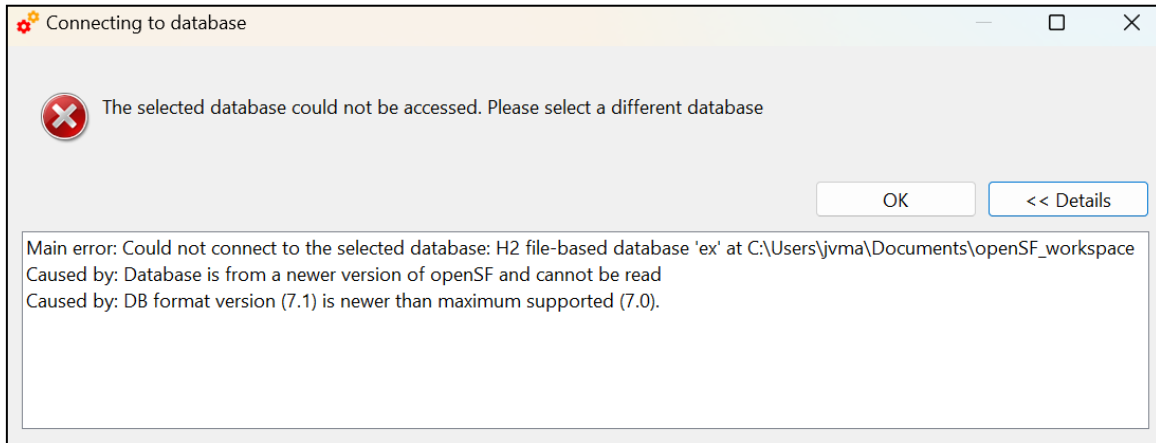 Connecting to database
The selected database could not be accessed. Please select a different database
OK
<< Details
Main error: Could not connect to the selected database: H2 file-based database 'ex' at C:\Users\jvma\Documents\openSF_workspace
Caused by: Database is from a newer version of openSF and cannot be read
Caused by: DB format version (7.1) is newer than maximum supported (7.0).